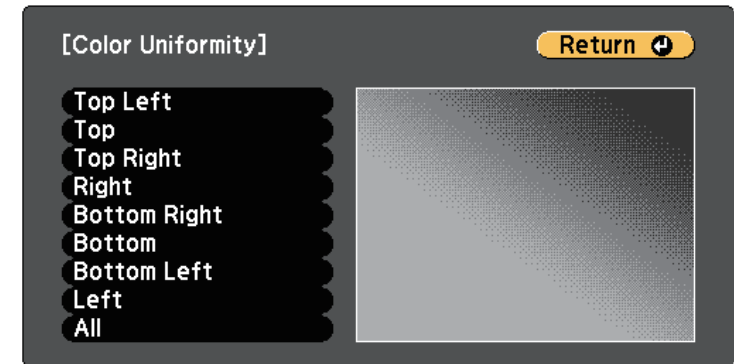 [Color Uniformity]
Return
Top Left
Top
Top Right
Right
Bottom Right
Bottom
Bottom Left
Left
All